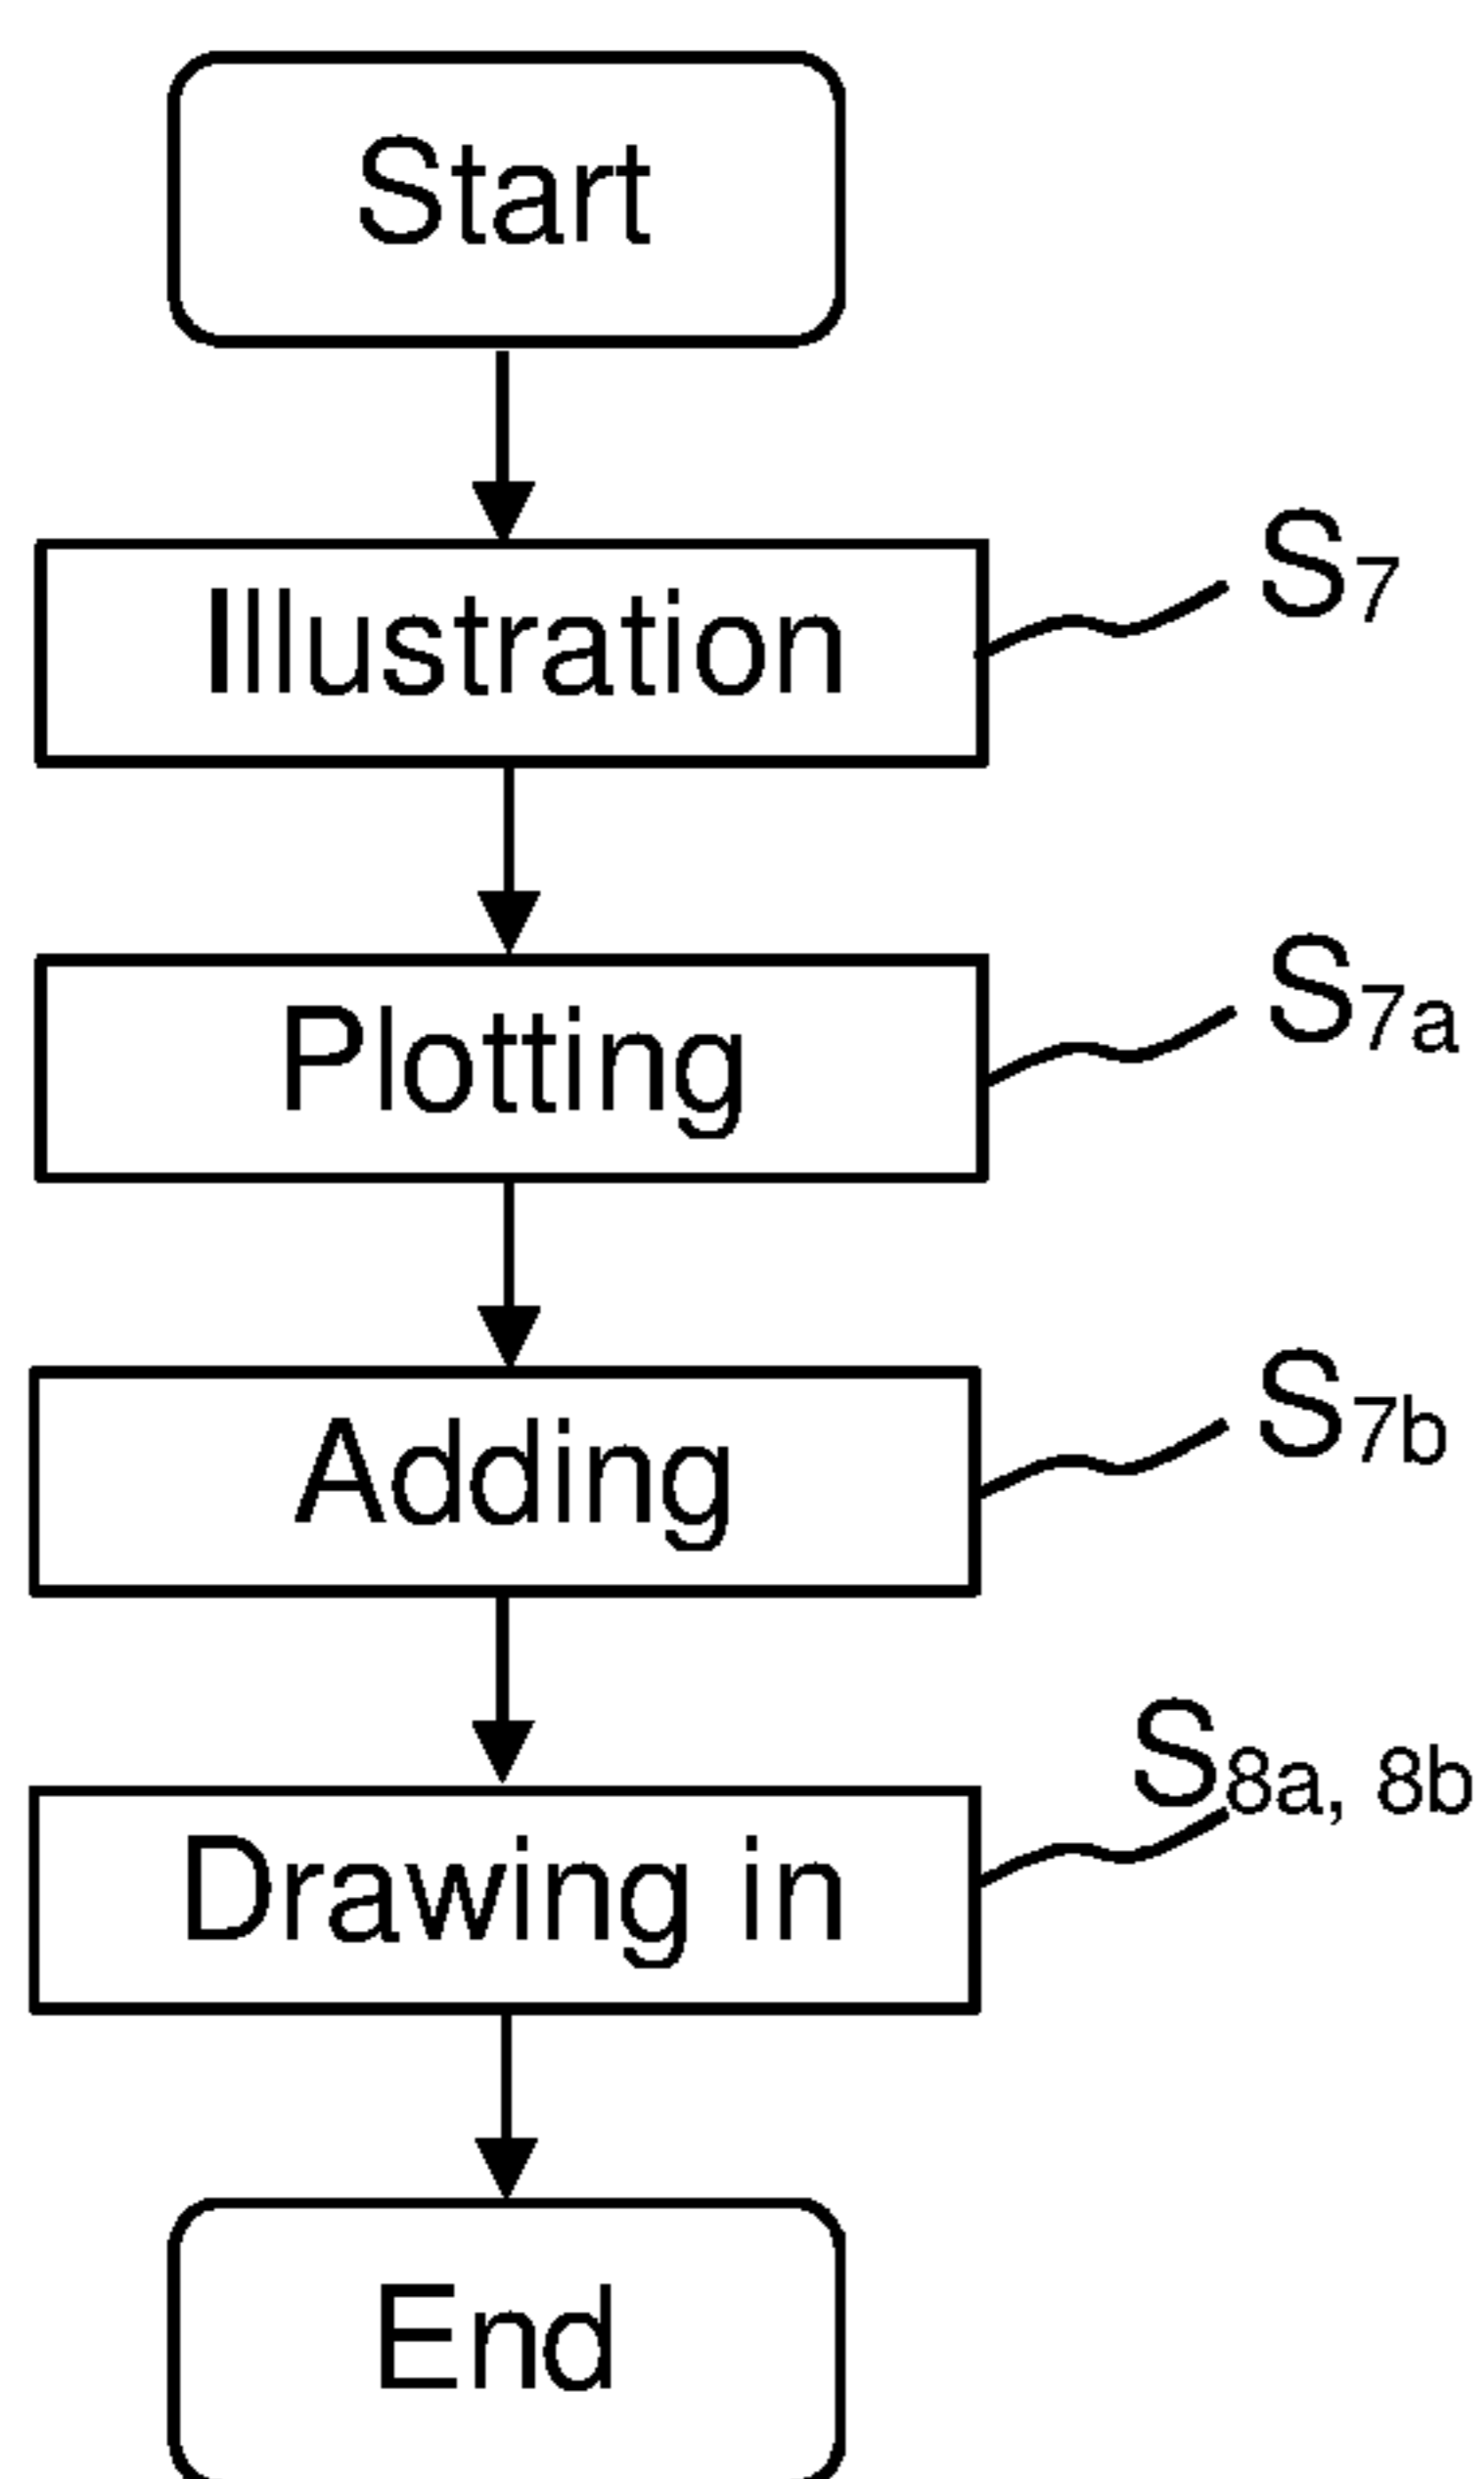 Start
Illustration
S7
Plotting
S7a
Adding
S7b
Drawing in
S8a, 8b
End